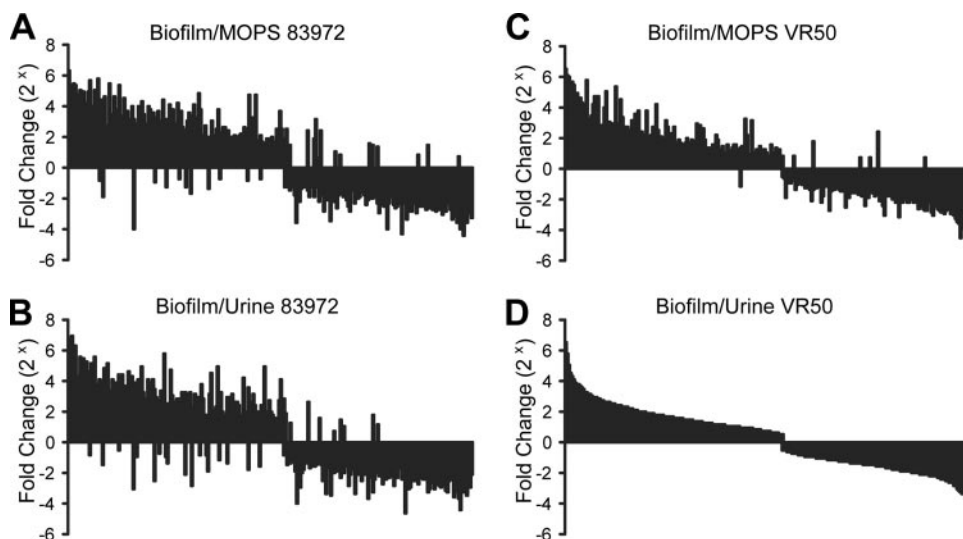 A
Biofilm/MOPS 83972
Fold Change (2 x)
8
6
4
2
0
-2
-4
-6
B
Biofilm/Urine 83972
Fold Change (2 x)
8
6
4
2
0
-2
-4
-6
C
Biofilm/MOPS VR50
Fold Change (2 x)
8
6
4
2
0
-2
-4
-6
D
Biofilm/Urine VR50
Fold Change (2 x)
8
6
4
2
0
-2
-4
-6